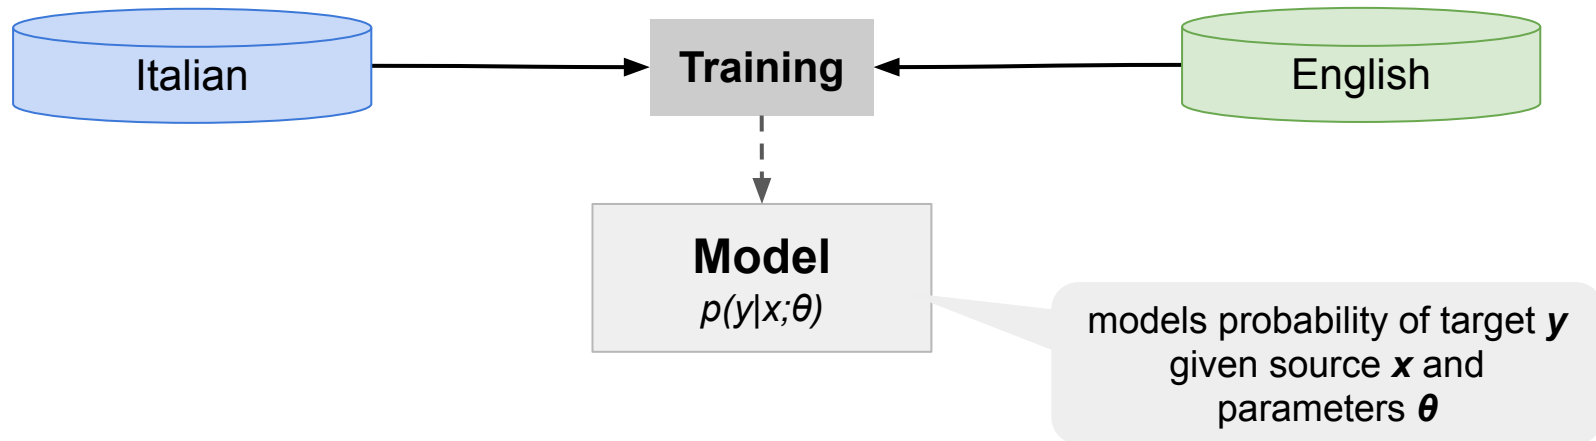 Italian
Training
English
Model
p(y|x;θ)
models probability of target y
given source x and
parameters θ